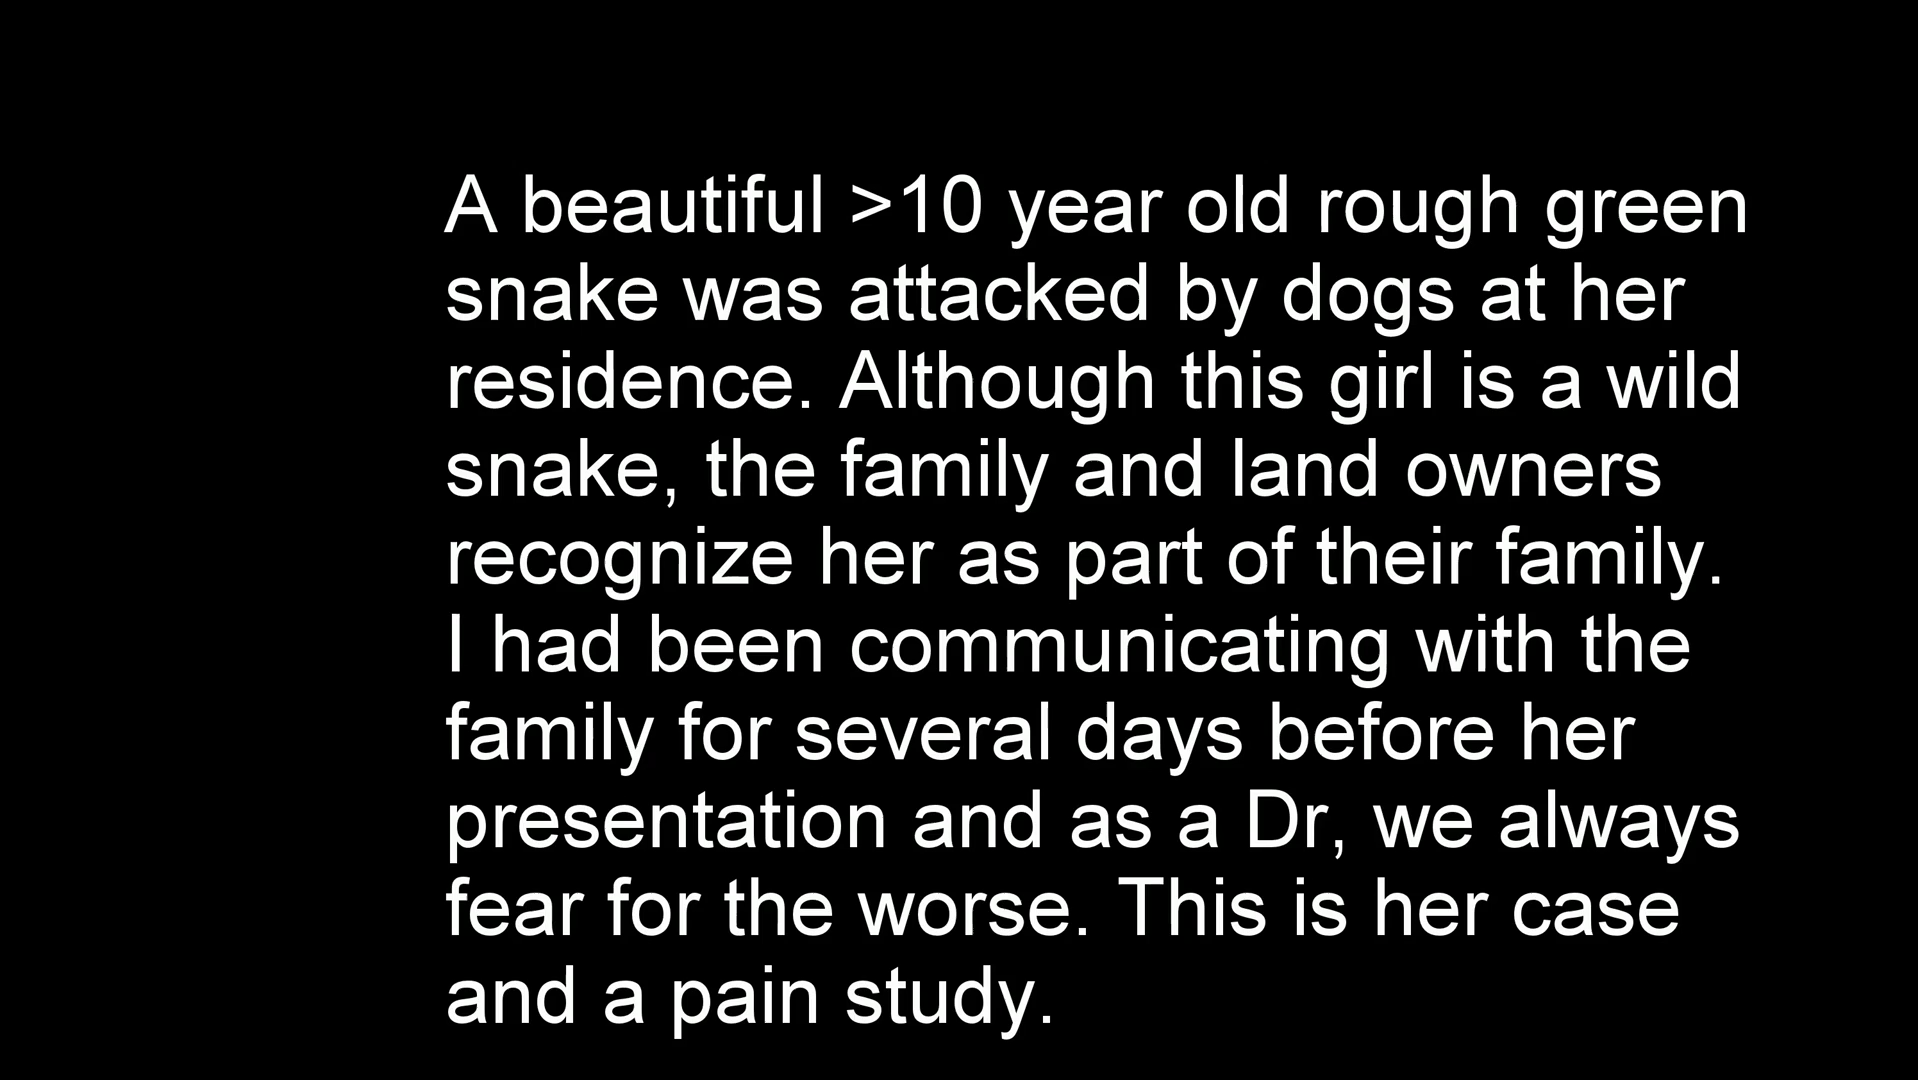 A beautiful >10 year old rough green
snake was attacked by dogs at her
residence. Although this girl is a wild
snake, the family and land owners
recognize her as part of their family.
I had been communicating with the
family for several days before her
presentation and as a Dr, we always
fear for the worse. This is her case
and a pain study.